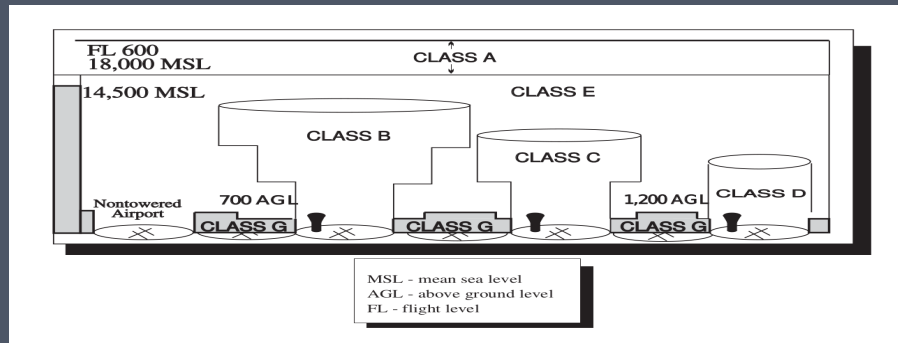 FL 600
18,000 MSL
CLASS A
14,500 MSL
CLASS E
CLASS B
CLASS C
CLASS D
Nontowered
Airport
700 AGL
1,200 AGL
CLASS G
CLASS G
CLASS G
MSL - mean sea level
AGL - above ground level
FL - flight level